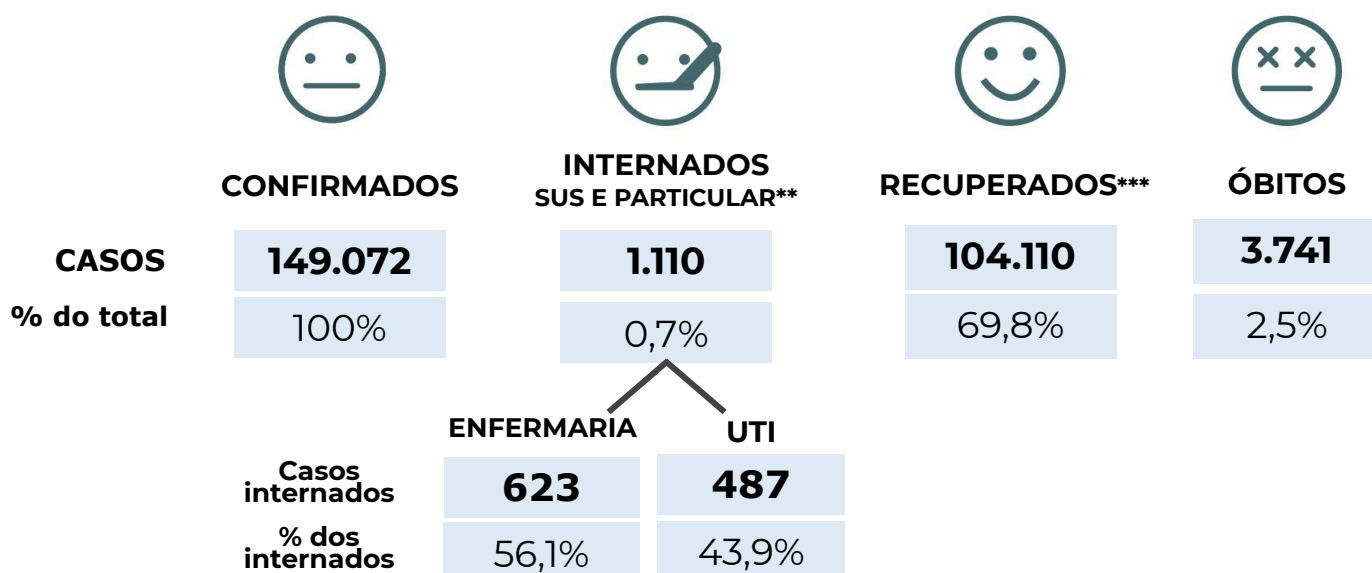 CONFIRMADOS
INTERNADOS
SUS E PARTICULAR**
RECUPERADOS***
ÓBITOS
CASOS
149.072
1.110
104.110
3.741
% do total
100%
0,7%
69,8%
2,5%
ENFERMARIA
UTI
Casos
internados
623
487
% dos
internados
56,1%
43,9%